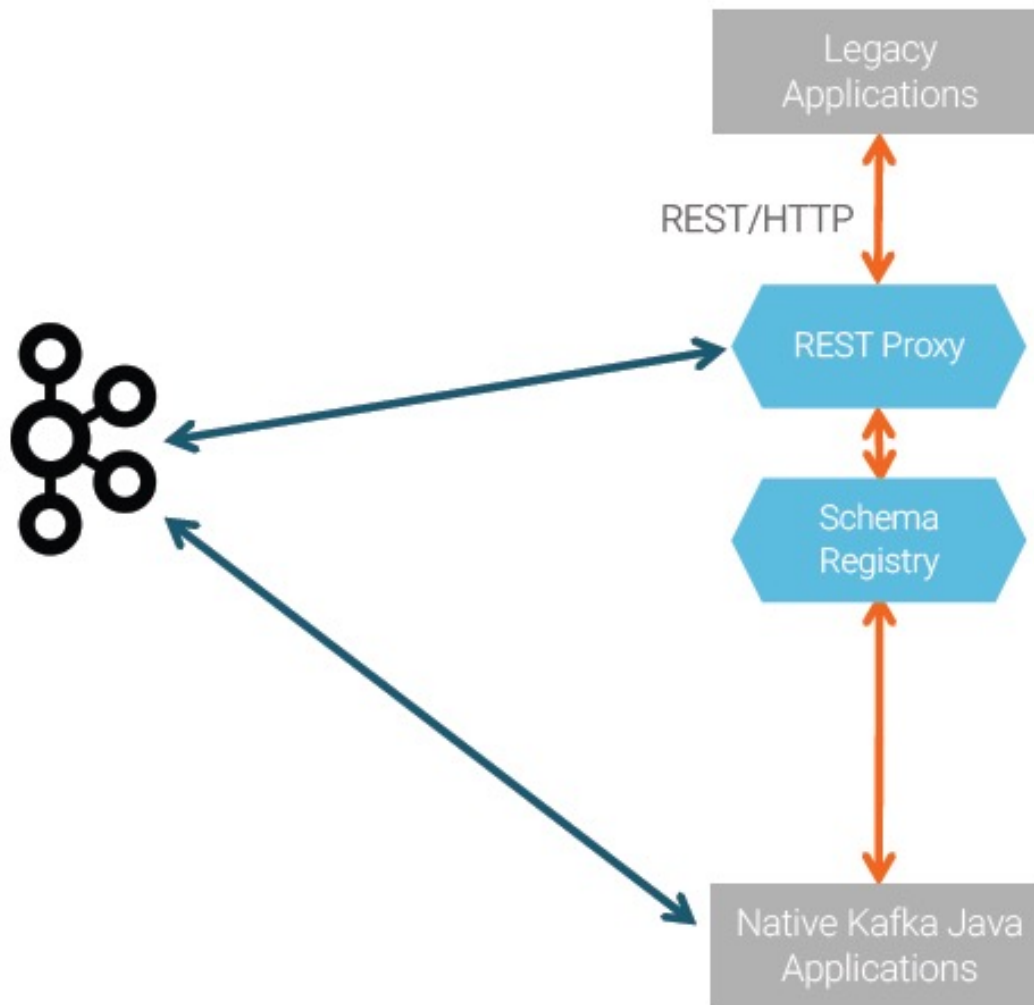 Legacy
Applications
REST/HTTP
REST Proxy
Schema
Registry
Native Kafka Java
Applications